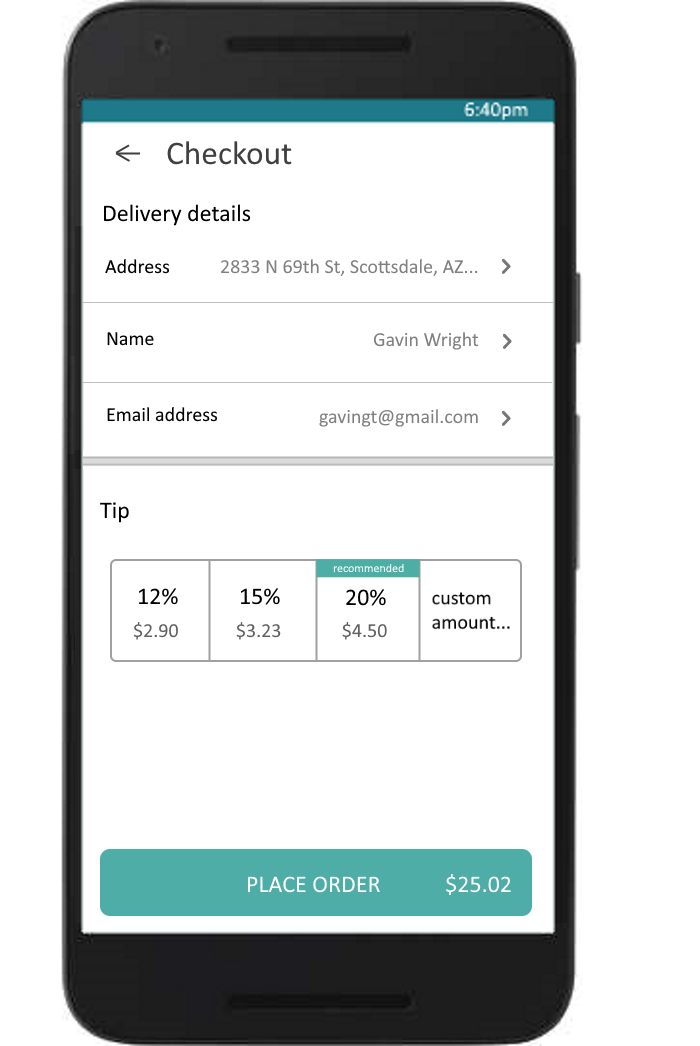 6:40pm
Checkout
Delivery details
Address 2833 N 69th St, Scottsdale, AZ...
Name Gavin Wright
Email address gavingt@gmail.com
Tip
recommended
12% 15% 20% custom
$2.90 $3.23 $4.50 amount...
PLACE ORDER $25.02